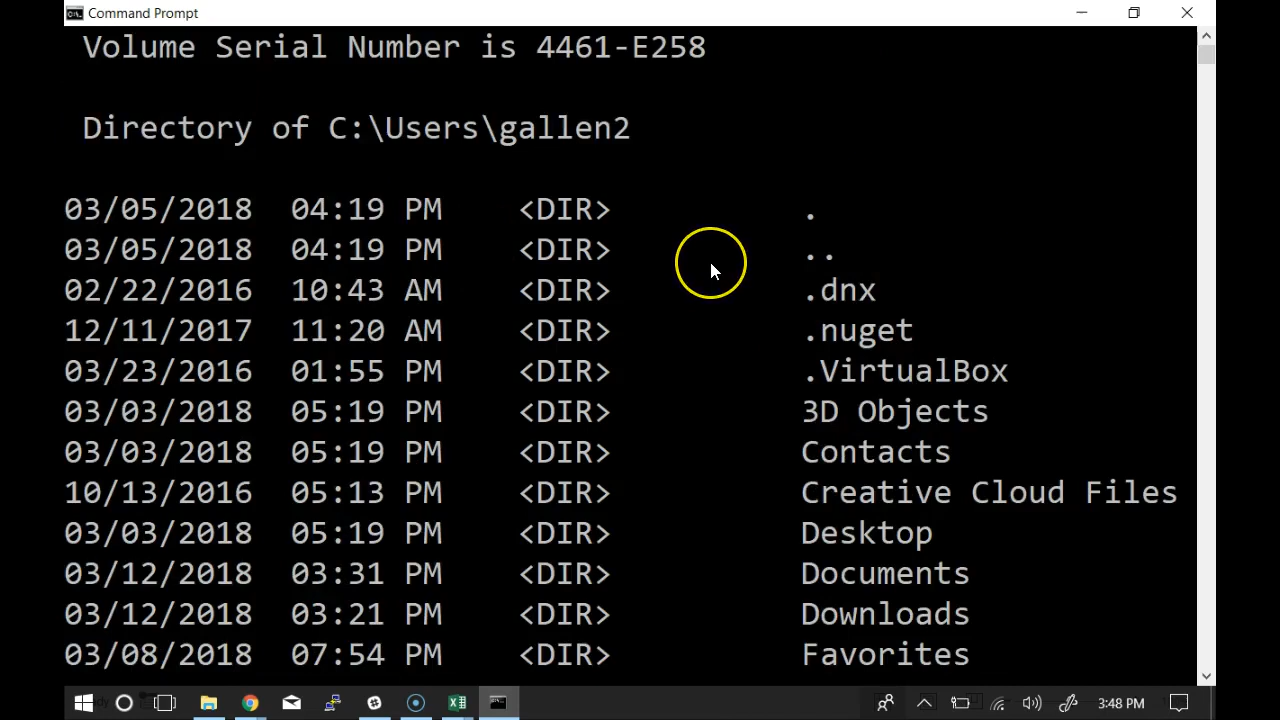 Command Prompt
Volume Serial Number is 4461-E258
Directory of C:\Users\gallen2
03/05/2018 04:19 PM <DIR> .
03/05/2018 04:19 PM <DIR> ..
02/22/2016 10:43 AM <DIR> .dnx
12/11/2017 11:20 AM <DIR> .nuget
03/23/2016 01:55 PM <DIR> .VirtualBox
03/03/2018 05:19 PM <DIR> 3D Objects
03/03/2018 05:19 PM <DIR> Contacts
10/13/2016 05:13 PM <DIR> Creative Cloud Files
03/03/2018 05:19 PM <DIR> Desktop
03/12/2018 03:31 PM <DIR> Documents
03/12/2018 03:21 PM <DIR> Downloads
03/08/2018 07:54 PM <DIR> Favorites
3:48 PM